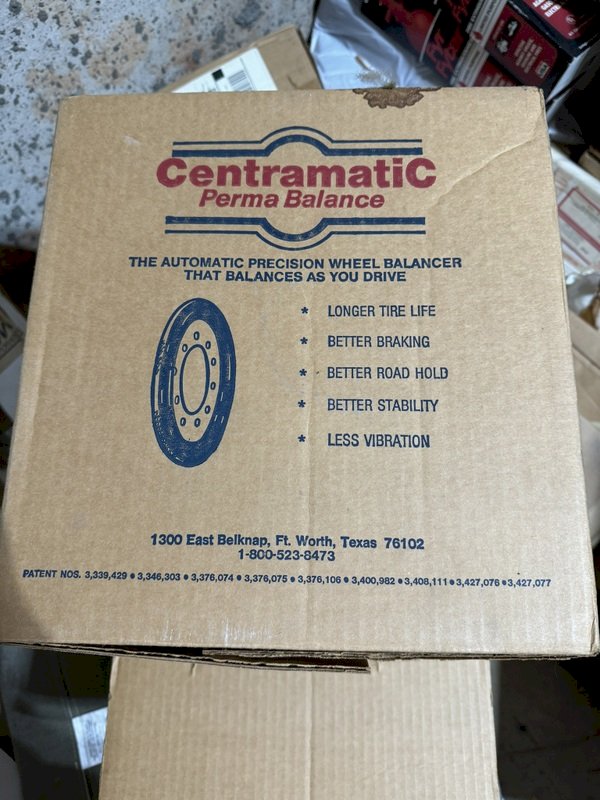 CentramatiC
Perma Balance
THE AUTOMATIC PRECISION WHEEL BALANCER
THAT BALANCES AS YOU DRIVE
* LONGER TIRE LIFE
* BETTER BRAKING
* BETTER ROAD HOLD
* BETTER STABILITY
* LESS VIBRATION
1300 East Belknap, Ft. Worth, Texas 76102
1-800-523-8473
PATENT NOS. 3,339,429 • 3,346,303 • 3,376,074 • 3,376,075 • 3,376,106 • 3,400,982 • 3,408,111 • 3,427,076 • 3,427,077